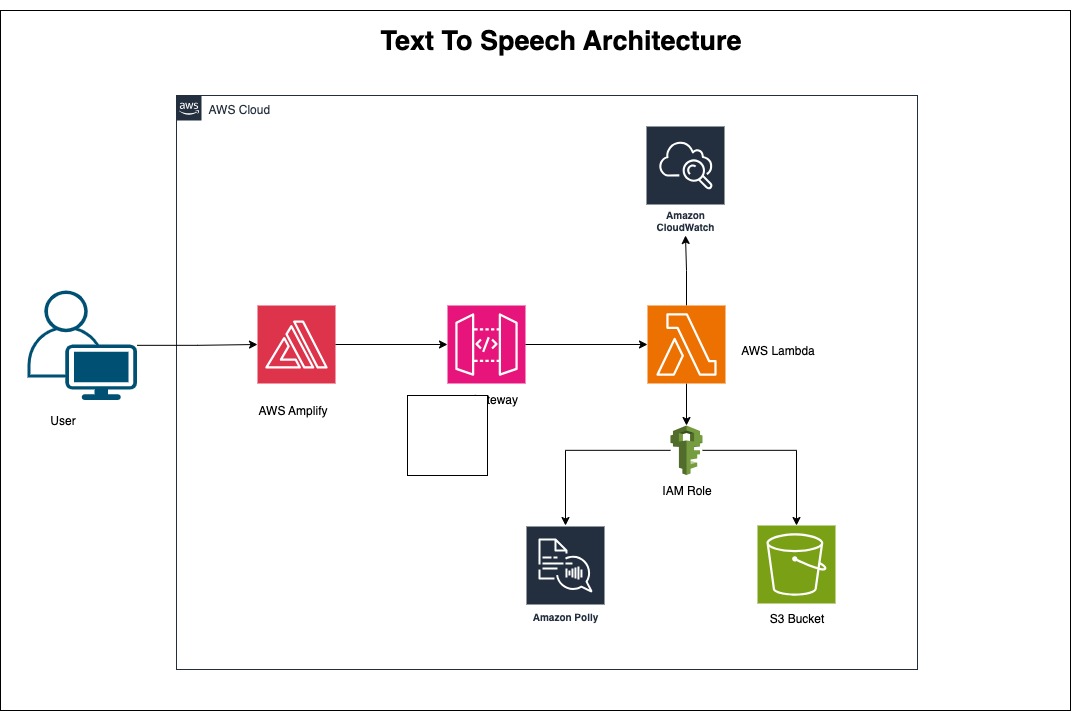 Text To Speech Architecture
aws
AWS Cloud
Amazon
CloudWatch
</>
AWS Lambda
teway
AWS Amplify
User
IAM Role
Amazon Polly
S3 Bucket